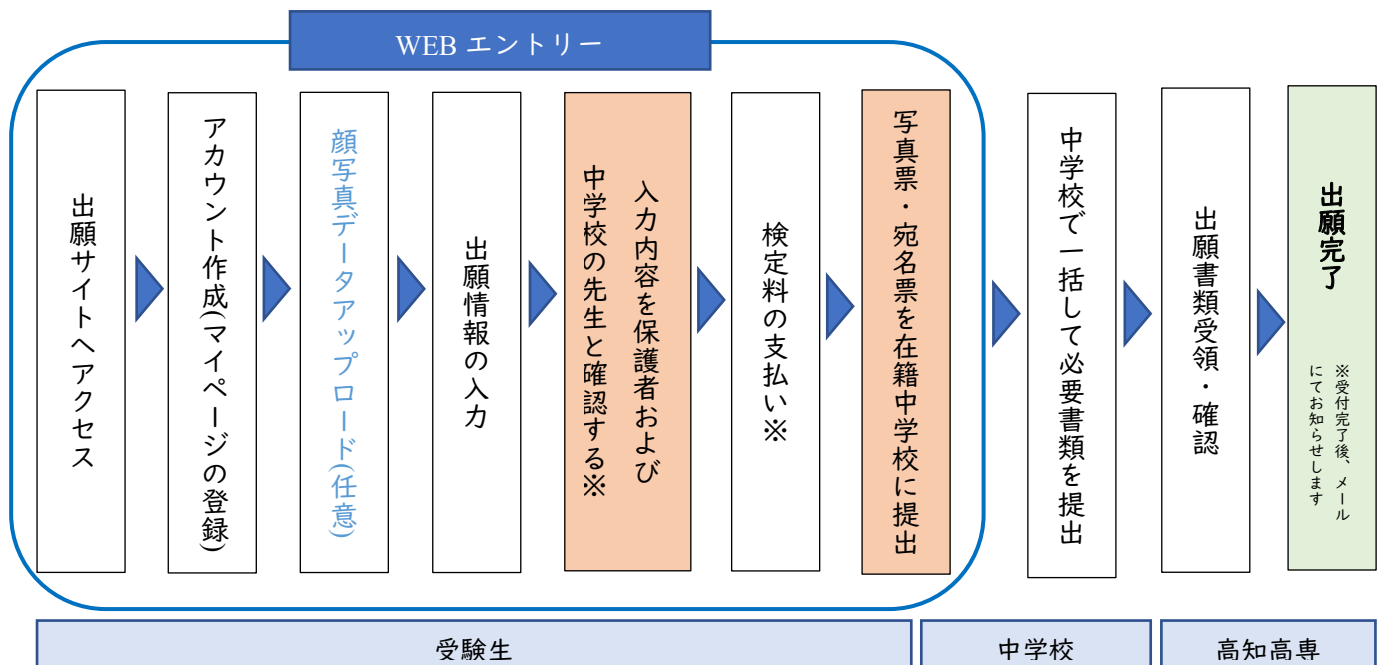 WEB エントリー
出願サイトへアクセス
アカウント作成(マイページの登録)
顔写真データアップロード(任意)
出願情報の入力
入力内容を保護者および
中学校の先生と確認する※
検定料の支払い※
写真票・宛名票を在籍中学校に提出
中学校で一括して必要書類を提出
出願書類受領・確認
出願完了
※受付完了後、メール
にてお知らせします
受験生
中学校
高知高専